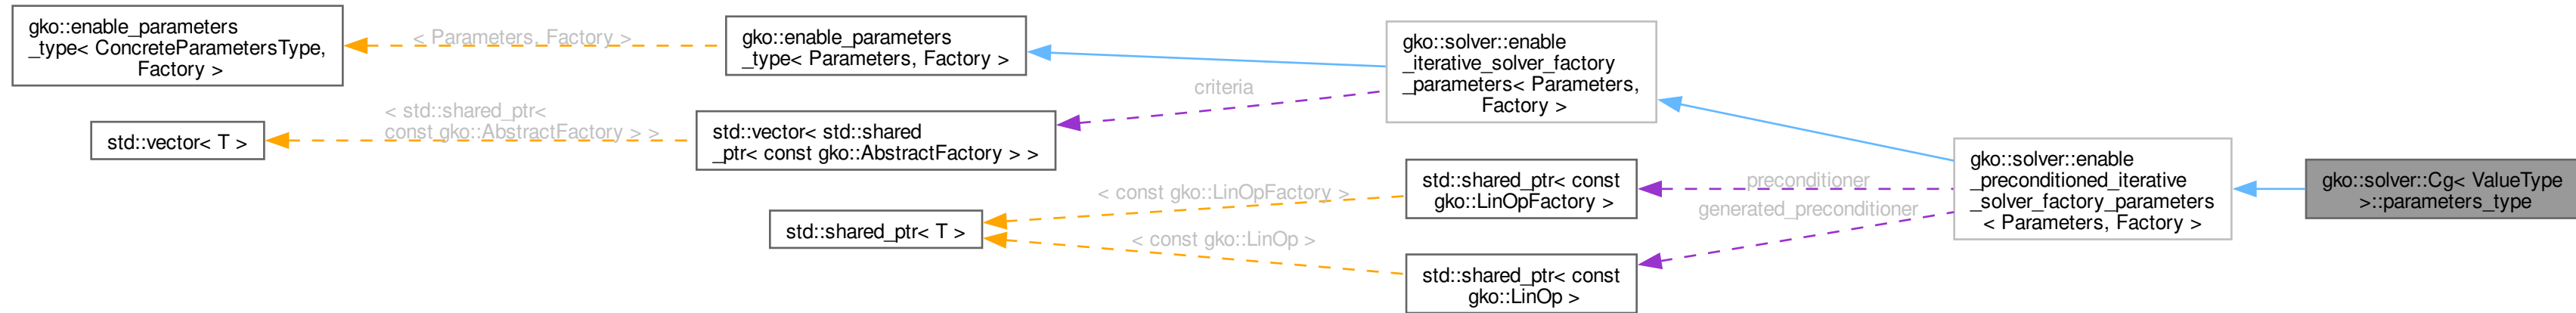 gko::enable_parameters
_type< ConcreteParametersType,
Factory >
< Parameters, Factory >
gko::enable_parameters
_type< Parameters, Factory >
gko::solver::enable
_iterative_solver_factory
_parameters< Parameters,
Factory >
criteria
std::vector< T >
< std::shared_ptr<
const gko::AbstractFactory > >
std::vector< std::shared
_ptr< const gko::AbstractFactory > >
std::shared_ptr< T >
< const gko::LinOpFactory >
< const gko::LinOp >
std::shared_ptr< const
gko::LinOpFactory >
std::shared_ptr< const
gko::LinOp >
preconditioner
generated_preconditioner
gko::solver::enable
_preconditioned_iterative
_solver_factory_parameters
< Parameters, Factory >
gko::solver::Cg< ValueType
>::parameters_type